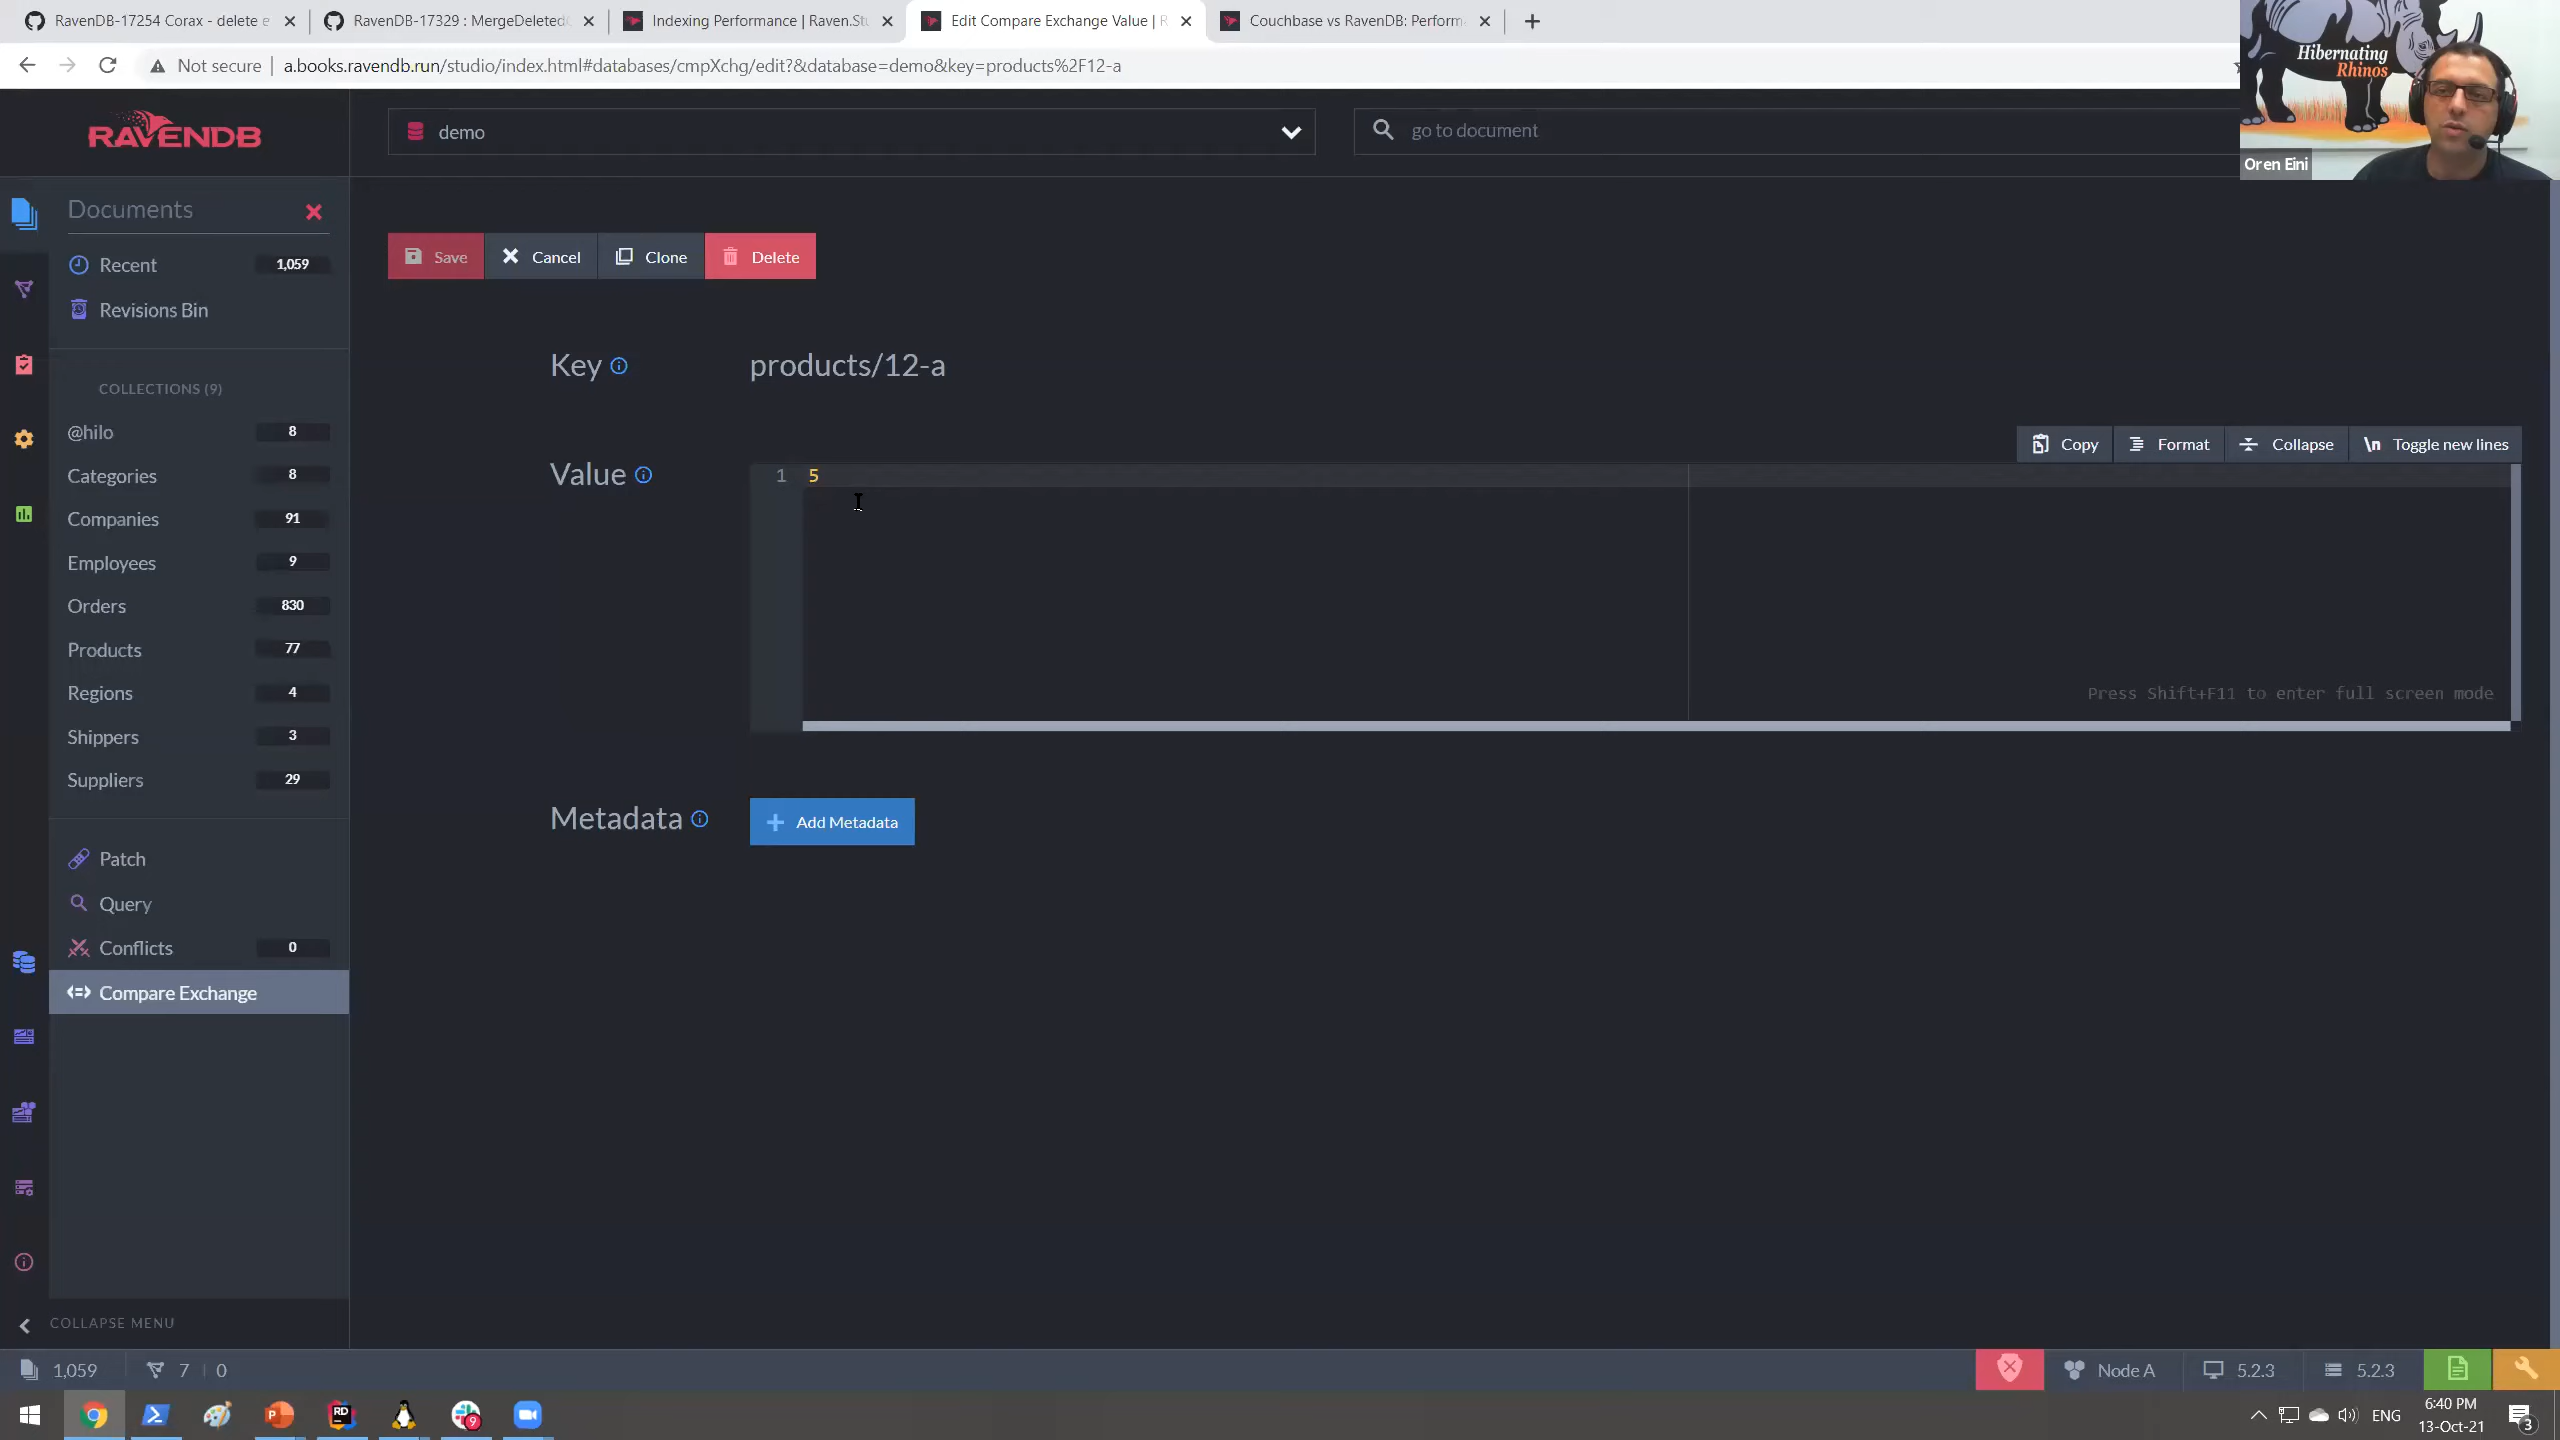 RavenDB-17254 Corax - delete e
RavenDB-17329 : MergeDeleted
Indexing Performance | Raven.Stu
Edit Compare Exchange Value | R
Couchbase vs RavenDB: Perform
Not secure
a.books.ravendb.run/studio/index.html#databases/cmpXchg/edit?&database=demo&key=products%2F12-a
Hibernating
Rhinos
Oren Eini
RAVENDB
demo
go to document
Documents
Recent 1,059
Revisions Bin
COLLECTIONS (9)
@hilo 8
Categories 8
Companies 91
Employees 9
Orders 830
Products 77
Regions 4
Shippers 3
Suppliers 29
Patch
Query
Conflicts 0
Compare Exchange
COLLAPSE MENU
Save
Cancel
Clone
Delete
Key
products/12-a
Copy
Format
Collapse
\n Toggle new lines
Value
1 5
Press Shift+F11 to enter full screen mode
Metadata
Add Metadata
1,059
7
0
Node A
5.2.3
5.2.3
ENG
6:40 PM
13-Oct-21
9
3